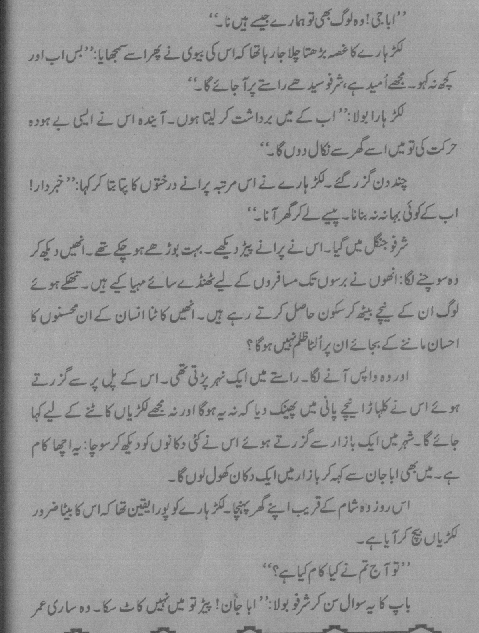 ’’ابا جی! وہ لوگ بھی تو ہمارے جیسے ہیں نا۔‘‘
لکڑہارے کا غصہ بڑھتا چلا جا رہا تھا کہ اس کی بیوی نے پھر اسے سمجھایا: ’’بس اب اور
کچھ نہ کہو۔ مجھے اُمید ہے، شرفو سیدھے راستے پر آجائے گا۔‘‘
لکڑہارا بولا: ’’اب کے میں برداشت کر لیتا ہوں۔ آیندہ اس نے ایسی بے ہودہ
حرکت کی تو میں اسے گھر سے نکال دوں گا۔‘‘
چند دن گزر گئے۔ لکڑہارے نے اس مرتبہ پرانے درختوں کا پتا بتا کر کہا: ’’خبردار!
اب کے کوئی بہانہ نہ بنانا۔ پیسے لے کر گھر آنا۔‘‘
شرفو جنگل میں گیا۔ اس نے پرانے پیڑ دیکھے۔ بہت بوڑھے ہو چکے تھے۔ انھیں دیکھ کر
وہ سوچنے لگا: انھوں نے برسوں تک مسافروں کے لیے ٹھنڈے سائے مہیا کیے ہیں۔ تھکے ہوئے
لوگ ان کے نیچے بیٹھ کر سکون حاصل کرتے رہے ہیں۔ انھیں کاٹنا انسان کے ان محسنوں کا
احسان ماننے کے بجائے ان پر اُلٹا ظلم نہیں ہوگا؟
اور وہ واپس آنے لگا۔ راستے میں ایک نہر پڑتی تھی۔ اس کے پل پر سے گزرتے
ہوئے اس نے کلہاڑا نیچے پانی میں پھینک دیا کہ نہ یہ ہوگا اور نہ مجھے لکڑیاں کاٹنے کے لیے کہا
جائے گا۔ شہر میں ایک بازار سے گزرتے ہوئے اس نے کئی دکانوں کو دیکھ کر سوچا: یہ اچھا کام
ہے۔ میں بھی ابا جان سے کہہ کر بازار میں ایک دکان کھول لوں گا۔
اس روز وہ شام کے قریب اپنے گھر پہنچا۔ لکڑہارے کو پورا یقین تھا کہ اس کا بیٹا ضرور
لکڑیاں بیچ کر آیا ہے۔
’’تو آج تم نے کیا کام کیا ہے؟‘‘
باپ کا یہ سوال سن کر شرفو بولا: ’’ابا جان! پیڑ تو میں نہیں کاٹ سکا۔ وہ ساری عمر